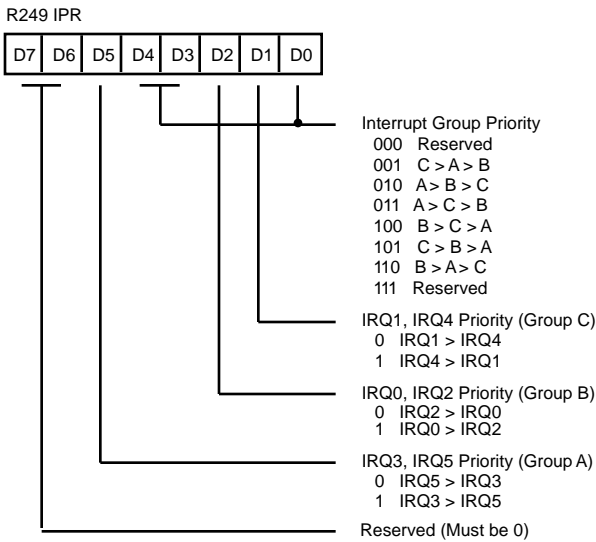 R249 IPR
D7 D6 D5 D4 D3 D2 D1 D0
Interrupt Group Priority
000 Reserved
001 C > A > B
010 A > B > C
011 A > C > B
100 B > C > A
101 C > B > A
110 B > A > C
111 Reserved
IRQ1, IRQ4 Priority (Group C)
0 IRQ1 > IRQ4
1 IRQ4 > IRQ1
IRQ0, IRQ2 Priority (Group B)
0 IRQ2 > IRQ0
1 IRQ0 > IRQ2
IRQ3, IRQ5 Priority (Group A)
0 IRQ5 > IRQ3
1 IRQ3 > IRQ5
Reserved (Must be 0)